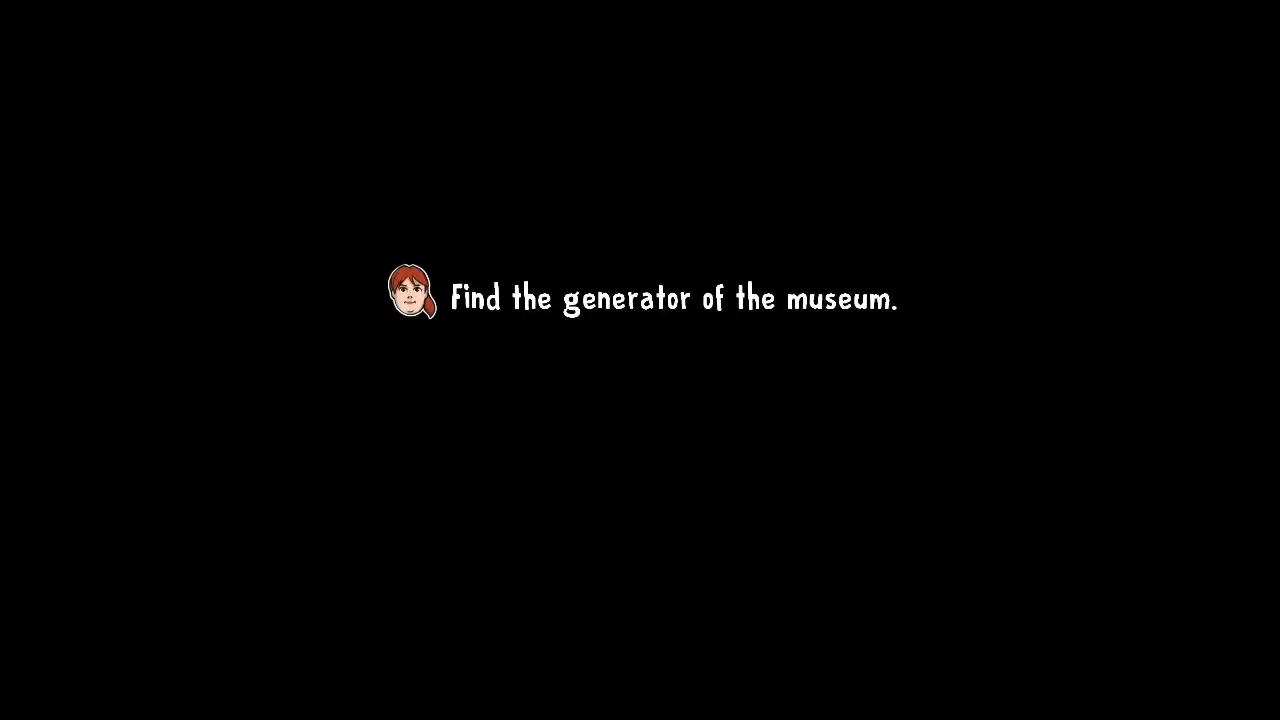 Find the generator of the museum.